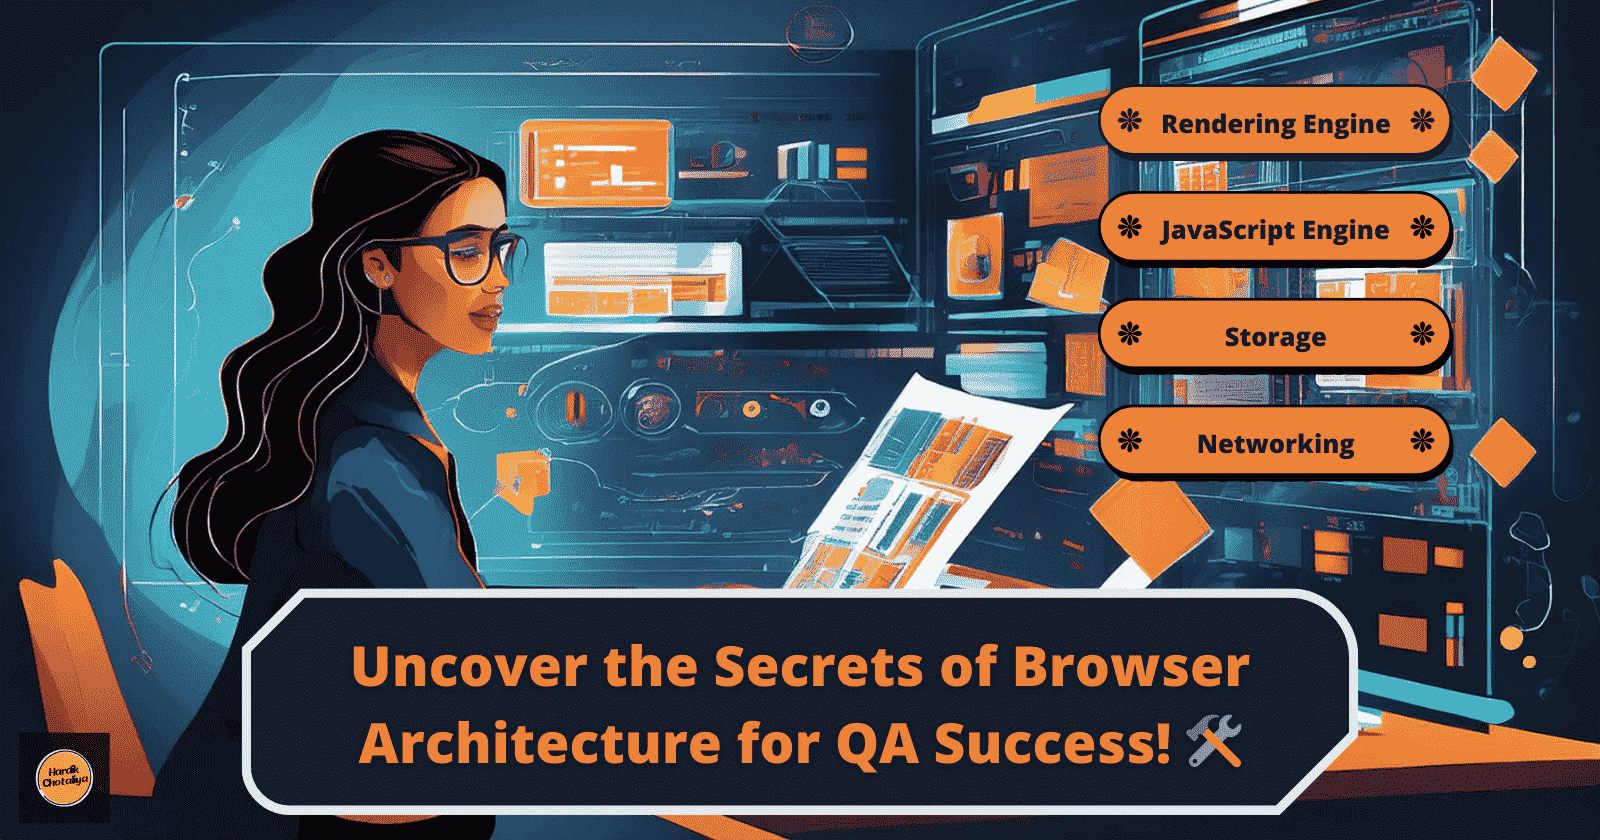 Rendering Engine
JavaScript Engine
Storage
Networking
Uncover the Secrets of Browser
Architecture for QA Success! 🛠️
Hardik
Chotaliya